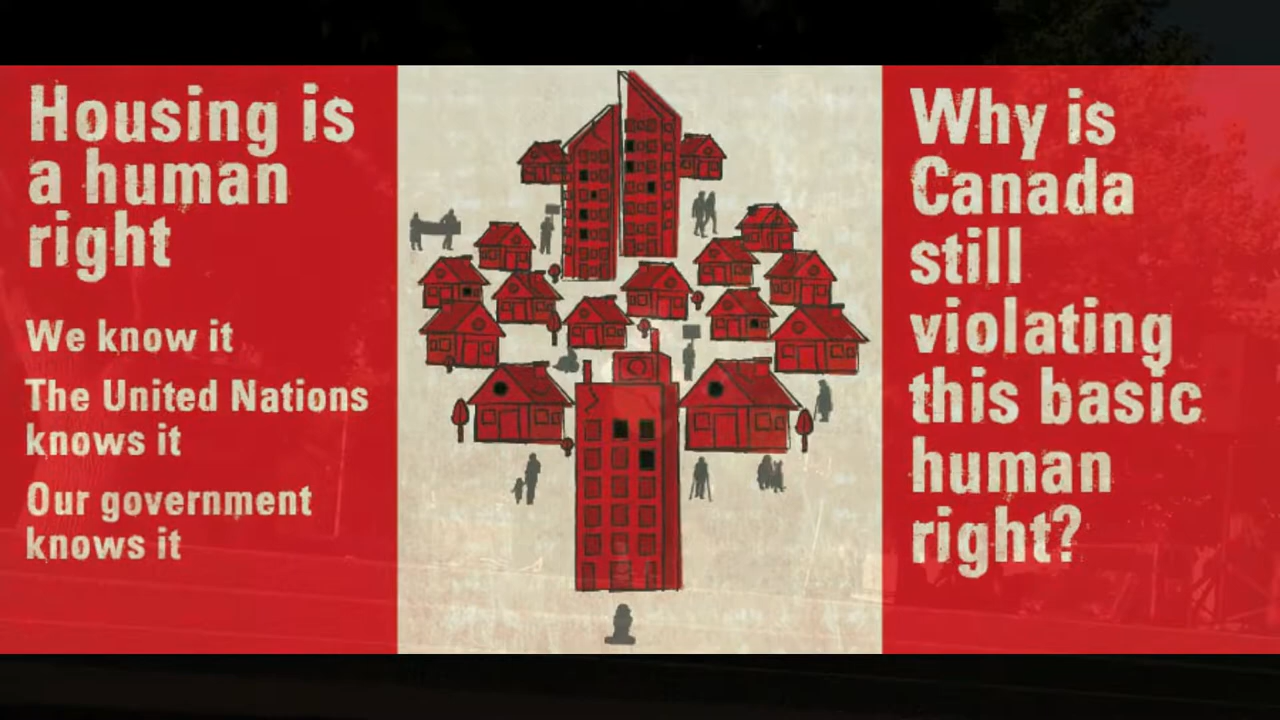 Housing is
a human
right
We know it
The United Nations
knows it
Our government
knows it
Why is
Canada
still
violating
this basic
human
right?